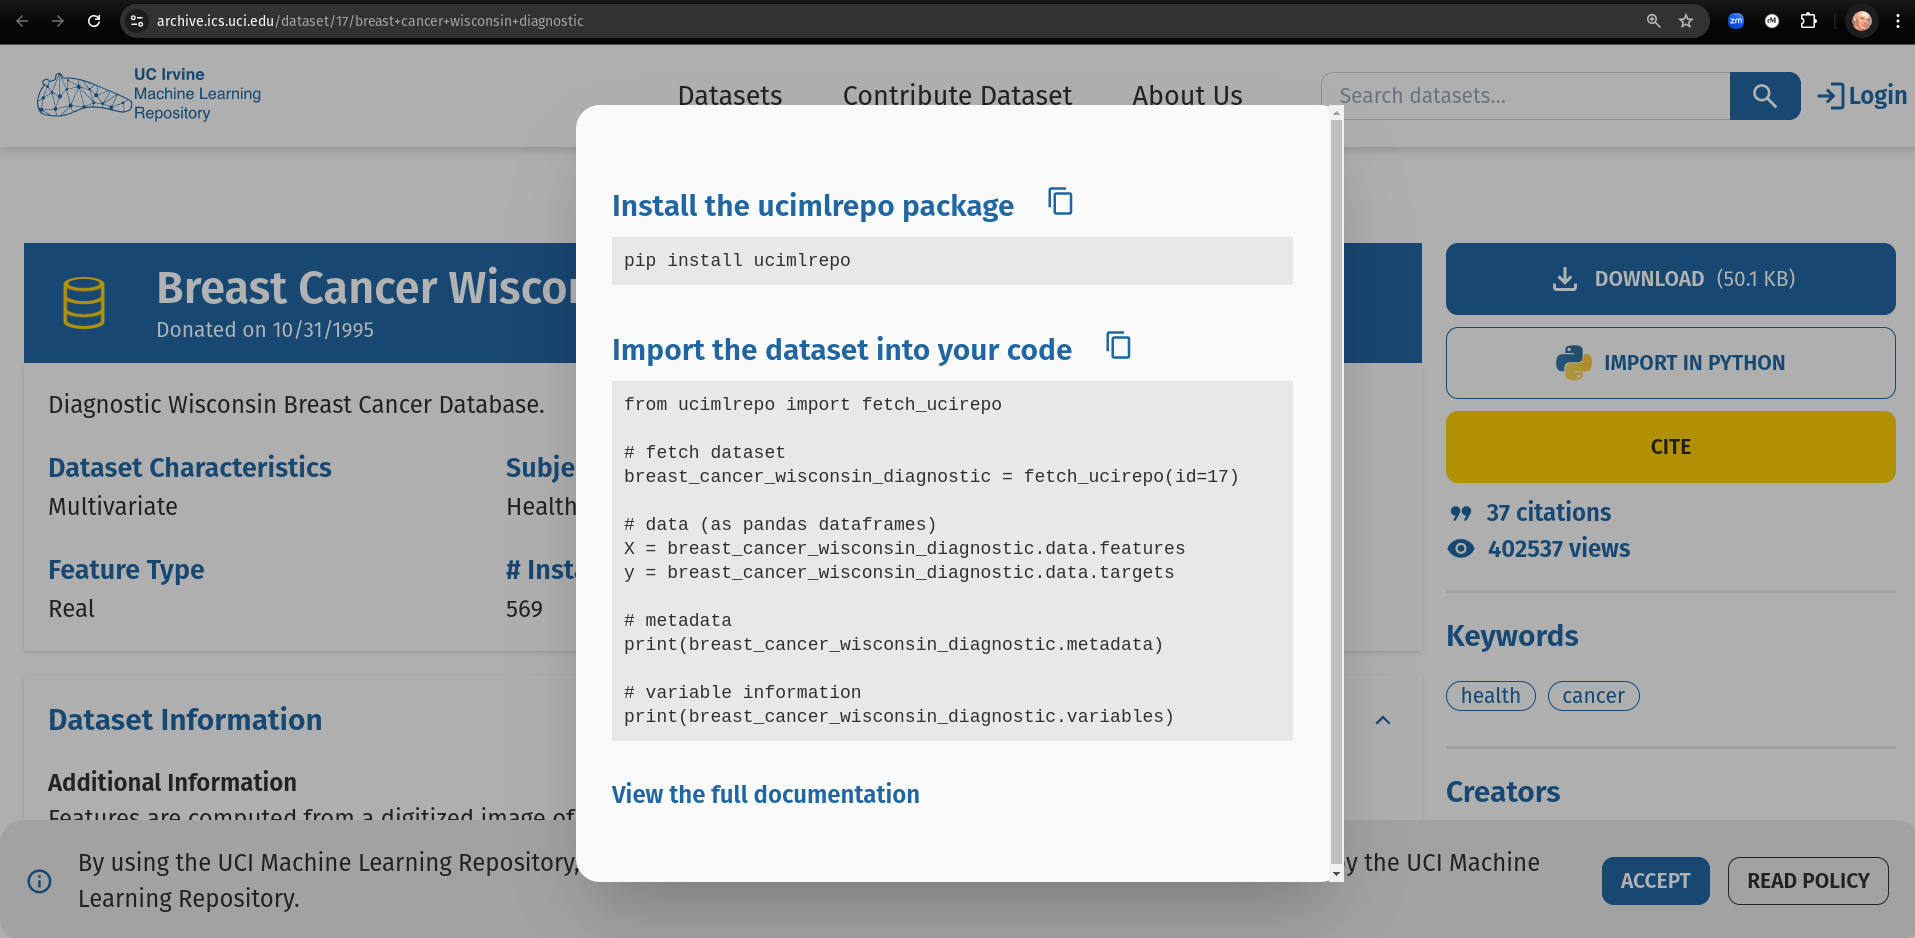 archive.ics.uci.edu/dataset/17/breast+cancer+wisconsin+diagnostic
zm
rM
UC Irvine
Machine Learning
Repository
Datasets
Contribute Dataset
About Us
Search datasets...
Login
Install the ucimlrepo package
pip install ucimlrepo
Import the dataset into your code
from ucimlrepo import fetch_ucirepo
# fetch dataset
breast_cancer_wisconsin_diagnostic = fetch_ucirepo(id=17)
# data (as pandas dataframes)
X = breast_cancer_wisconsin_diagnostic.data.features
y = breast_cancer_wisconsin_diagnostic.data.targets
# metadata
print(breast_cancer_wisconsin_diagnostic.metadata)
# variable information
print(breast_cancer_wisconsin_diagnostic.variables)
View the full documentation
Breast Cancer Wiscon
Donated on 10/31/1995
Diagnostic Wisconsin Breast Cancer Database.
Dataset Characteristics
Multivariate
Subje
Health
Feature Type
Real
# Insta
569
Dataset Information
Additional Information
Features are computed from a digitized image of
DOWNLOAD (50.1 KB)
IMPORT IN PYTHON
CITE
37 citations
402537 views
Keywords
health
cancer
Creators
By using the UCI Machine Learning Repository,
y the UCI Machine
Learning Repository.
ACCEPT
READ POLICY